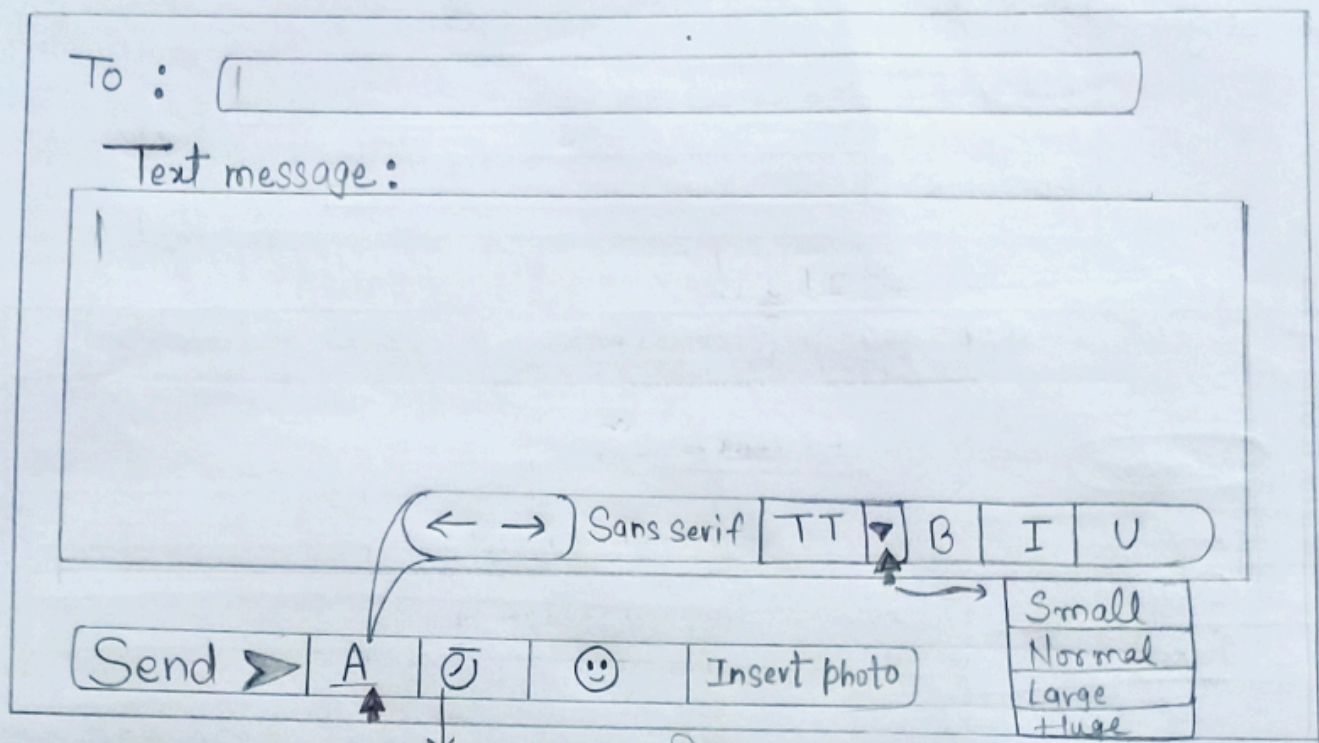 To :
Text message:
← → Sans serif TT B I U
Small
Normal
Large
Huge
Send A Insert photo